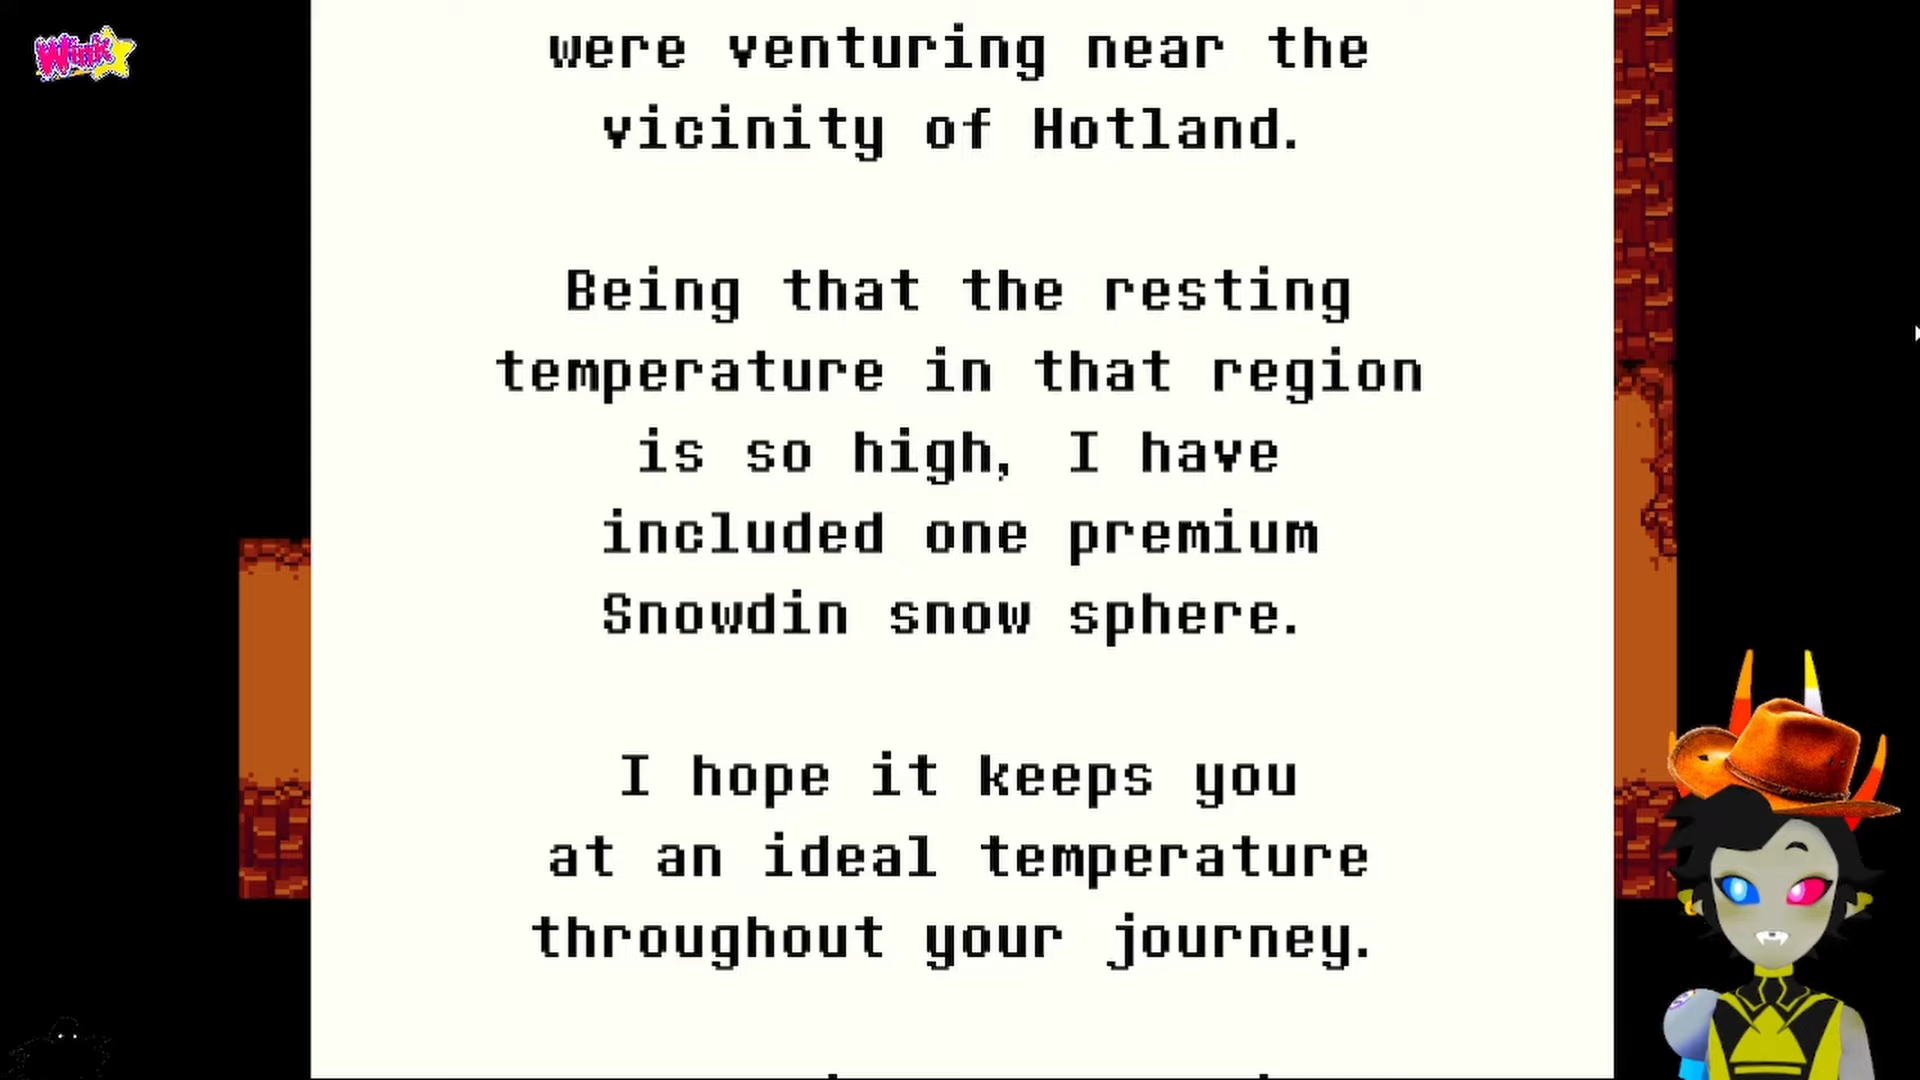 Wink
were venturing near the
vicinity of Hotland.
Being that the resting
temperature in that region
is so high, I have
included one premium
Snowdin snow sphere.
I hope it keeps you
at an ideal temperature
throughout your journey.